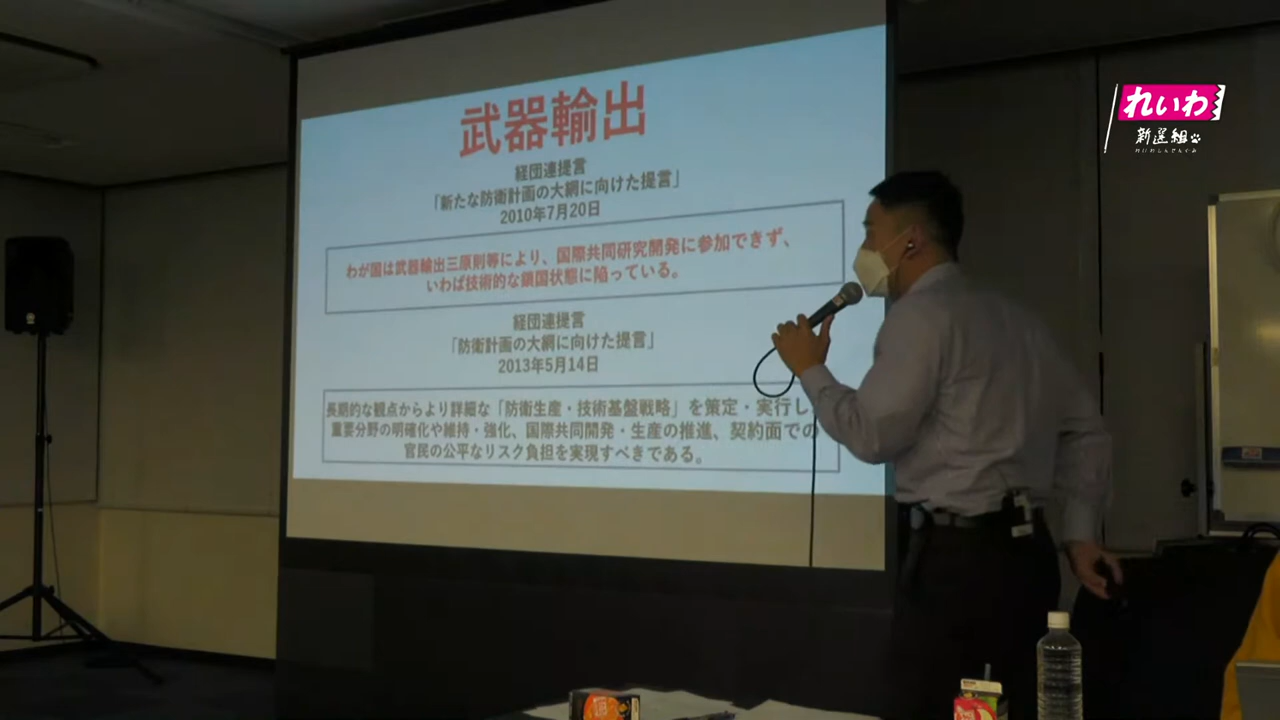 武器輸出
経団連提言
「新たな防衛計画の大綱に向けた提言」
2010年7月20日
わが国は武器輸出三原則等により、国際共同研究開発に参加できず、
いわば技術的な鎖国状態に陥っている。
経団連提言
「防衛計画の大綱に向けた提言」
2013年5月14日
長期的な観点からより詳細な「防衛生産・技術基盤戦略」を策定・実行し、
重要分野の明確化や維持・強化、国際共同開発・生産の推進、契約面での
官民の公平なリスク負担を実現すべきである。
れいわ
新選組
れいわしんせんぐみ